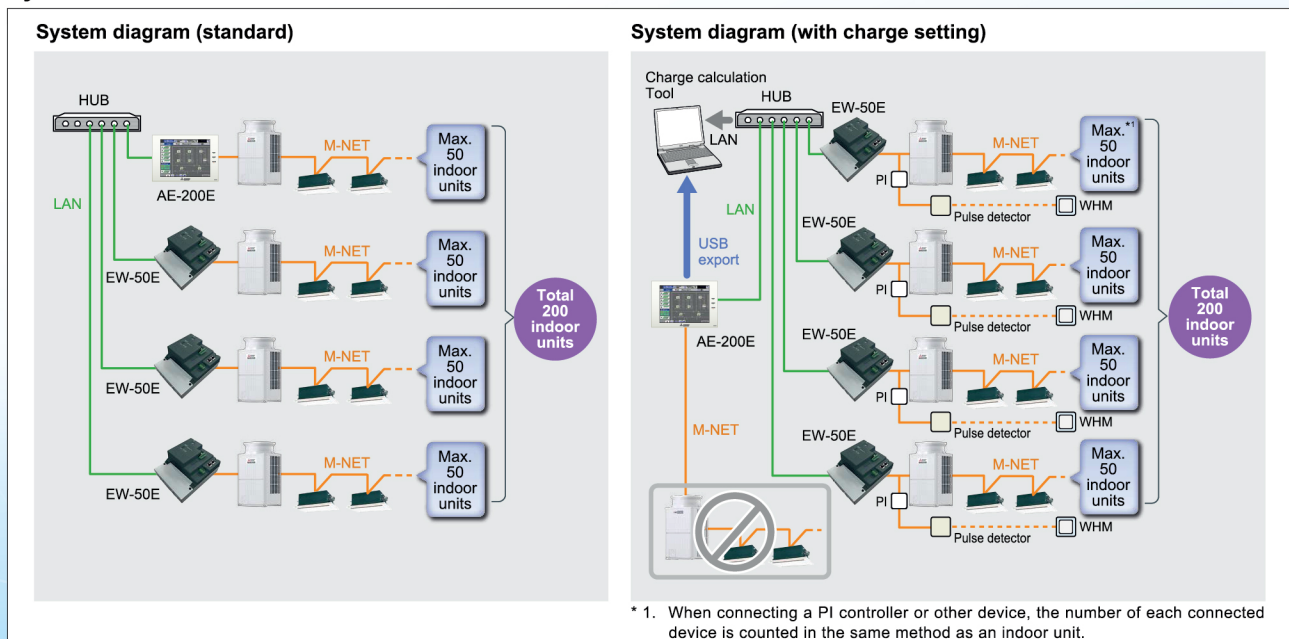 System diagram (standard)
HUB
LAN
AE-200E
M-NET
Max.
50
indoor
units
EW-50E
M-NET
Max.
50
indoor
units
EW-50E
M-NET
Max.
50
indoor
units
EW-50E
M-NET
Max.
50
indoor
units
Total
200
indoor
units
System diagram (with charge setting)
Charge calculation
Tool
HUB
LAN
LAN
USB
export
AE-200E
M-NET
EW-50E
PI
M-NET
Pulse detector
WHM
Max.*1
50
indoor
units
EW-50E
PI
M-NET
Pulse detector
WHM
Max.
50
indoor
units
EW-50E
PI
M-NET
Pulse detector
WHM
Max.
50
indoor
units
EW-50E
PI
M-NET
Pulse detector
WHM
Max.
50
indoor
units
Total
200
indoor
units
* 1. When connecting a PI controller or other device, the number of each connected
device is counted in the same method as an indoor unit.